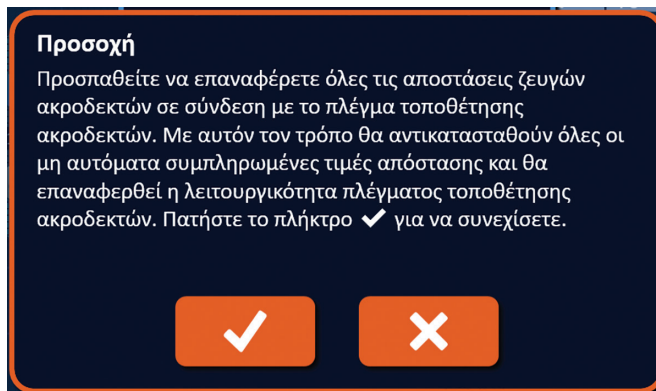 Προσοχή
Προσπαθείτε να επαναφέρετε όλες τις αποστάσεις ζευγών
ακροδεκτών σε σύνδεση με το πλέγμα τοποθέτησης
ακροδεκτών. Με αυτόν τον τρόπο θα αντικατασταθούν όλες οι
μη αυτόματα συμπληρωμένες τιμές απόστασης και θα
επαναφερθεί η λειτουργικότητα πλέγματος τοποθέτησης
ακροδεκτών. Πατήστε το πλήκτρο ✔ για να συνεχίσετε.